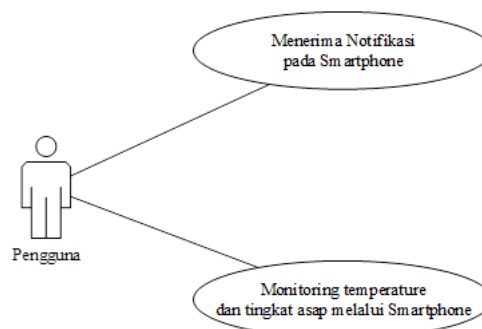 Menerima Notifikasi
pada Smartphone
Pengguna
Monitoring temperature
dan tingkat asap melalui Smartphone